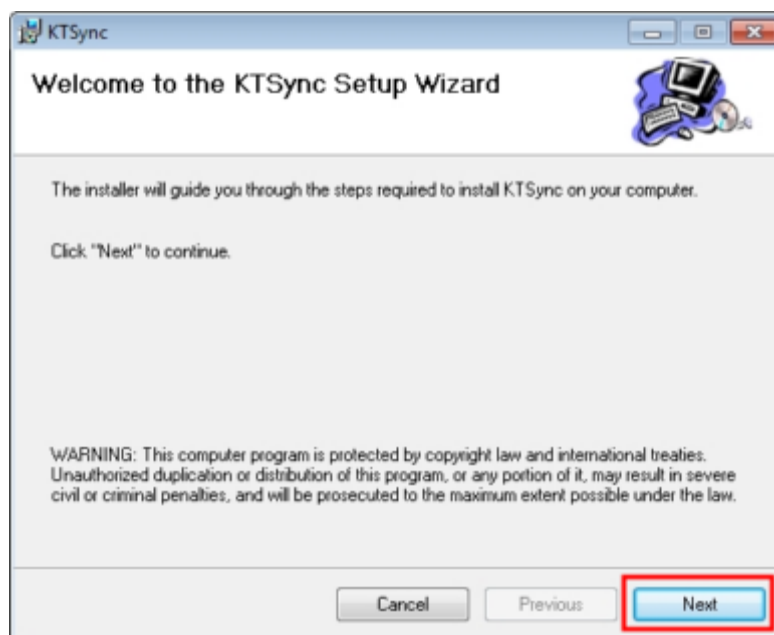 KTSync
Welcome to the KTSync Setup Wizard
The installer will guide you through the steps required to install KTSync on your computer.
Click "Next" to continue.
WARNING: This computer program is protected by copyright law and international treaties.
Unauthorized duplication or distribution of this program, or any portion of it, may result in severe
civil or criminal penalties, and will be prosecuted to the maximum extent possible under the law.
Cancel
Previous
Next